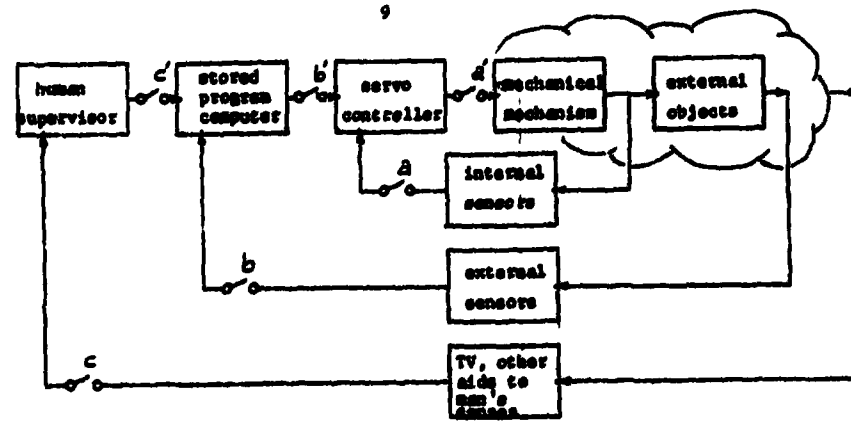 9
human
supervisor
c'
stored
program
computer
b'
servo
controller
a'
mechanical
mechanism
external
objects
a
internal
sensors
b
external
sensors
c
TV, other
aids to
man's
senses